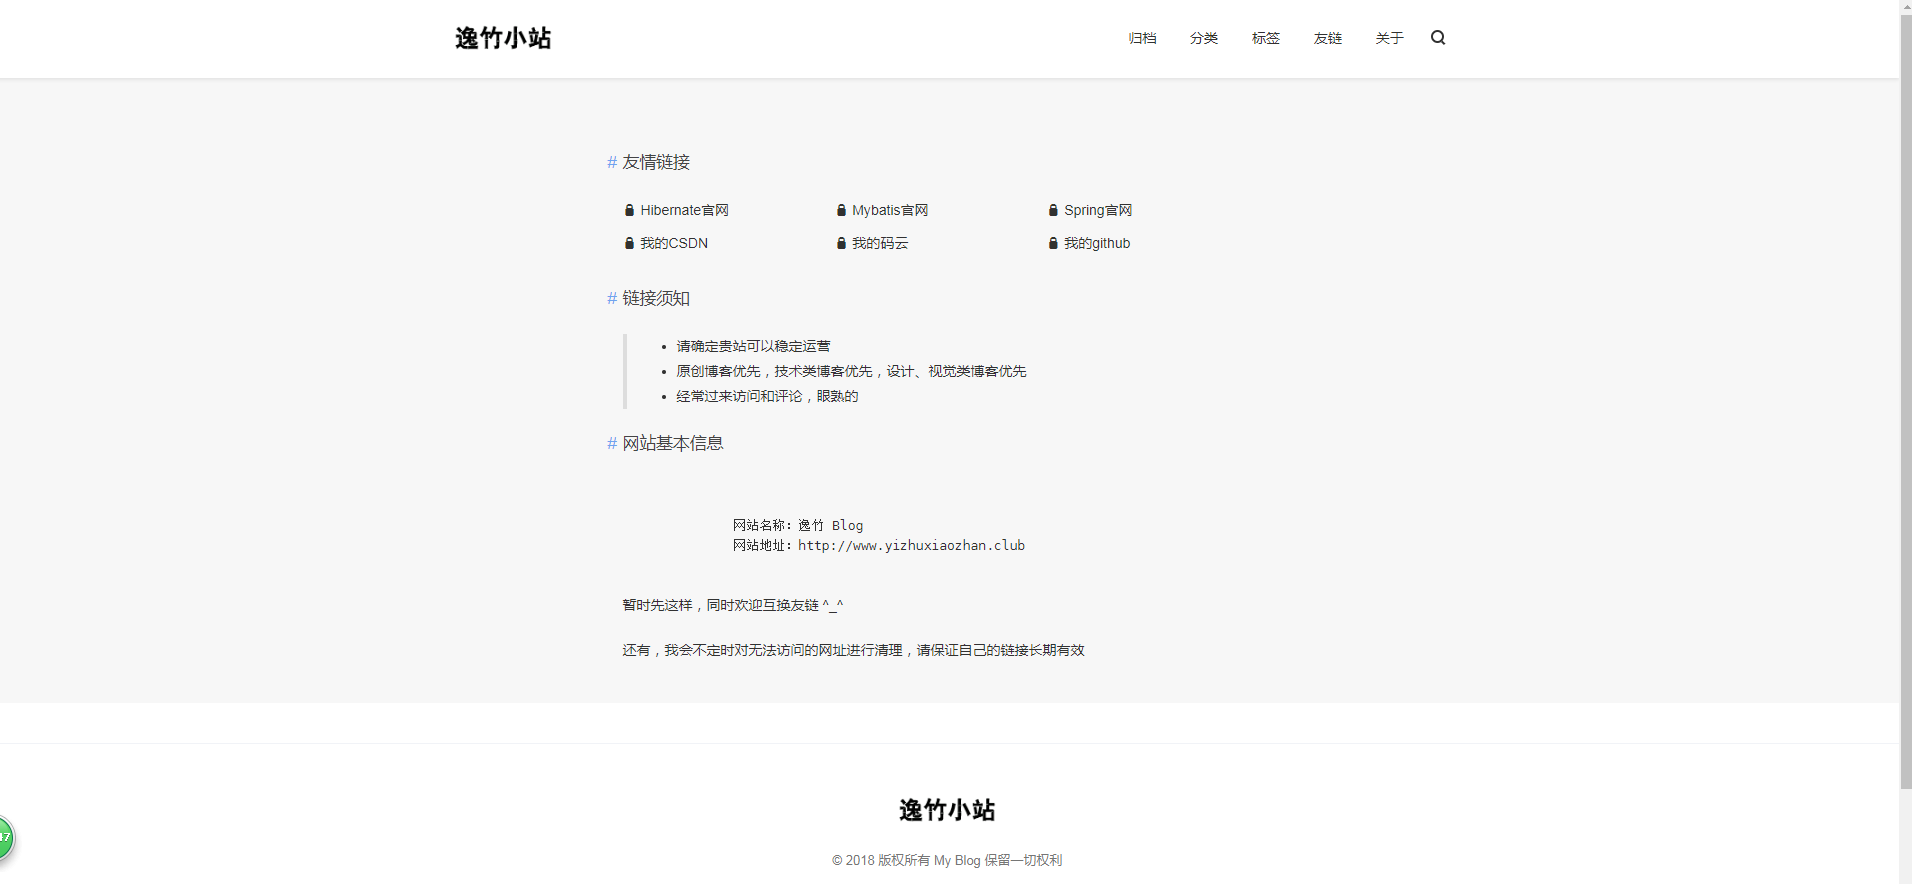 逸竹小站
归档 分类 标签 友链 关于
# 友情链接
Hibernate官网 Mybatis官网 Spring官网
我的CSDN 我的码云 我的github
# 链接须知
• 请确定贵站可以稳定运营
• 原创博客优先，技术类博客优先，设计、视觉类博客优先
• 经常过来访问和评论，眼熟的
# 网站基本信息
网站名称：逸竹 Blog
网站地址：http://www.yizhuxiaozhan.club
暂时先这样，同时欢迎互换友链 ^_^
还有，我会不定时对无法访问的网址进行清理，请保证自己的链接长期有效
逸竹小站
© 2018 版权所有 My Blog 保留一切权利